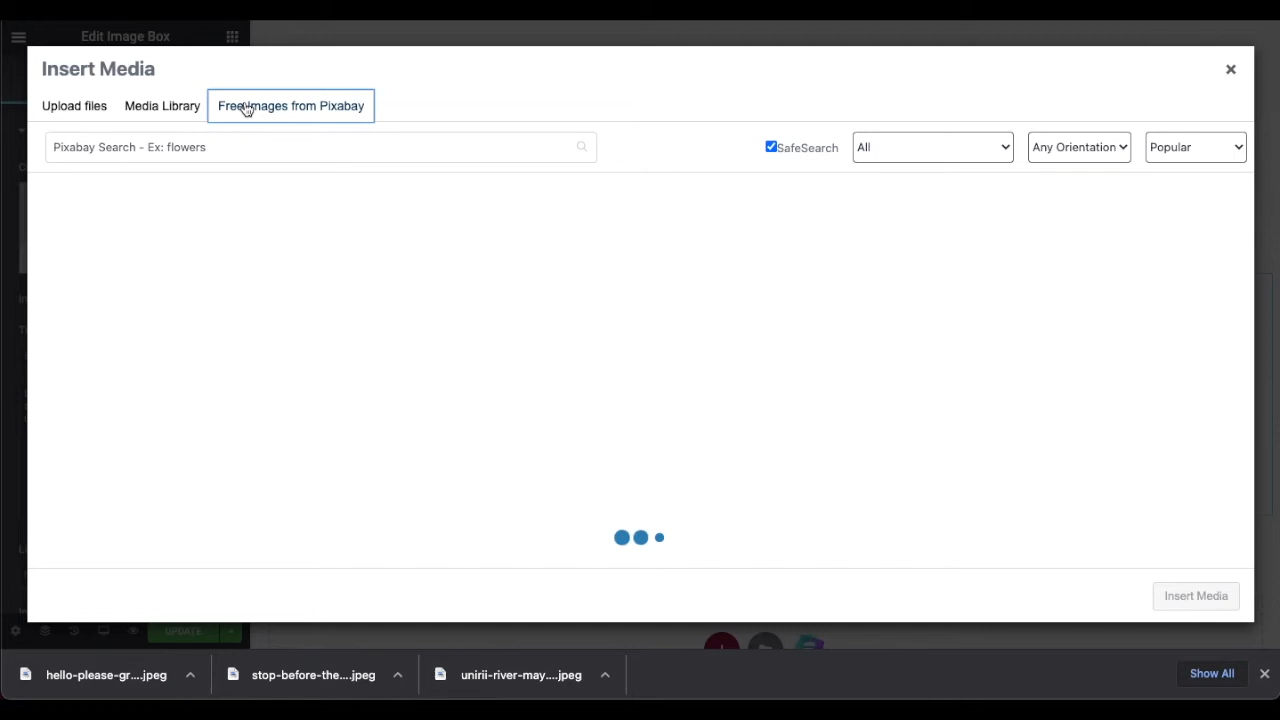 Edit Image Box
Insert Media
×
Upload files Media Library Free Images from Pixabay
Pixabay Search - Ex: flowers SafeSearch All Any Orientation Popular
Insert Media
UPDATE
hello-please-gr....jpeg stop-before-the....jpeg unirii-river-may....jpeg Show All